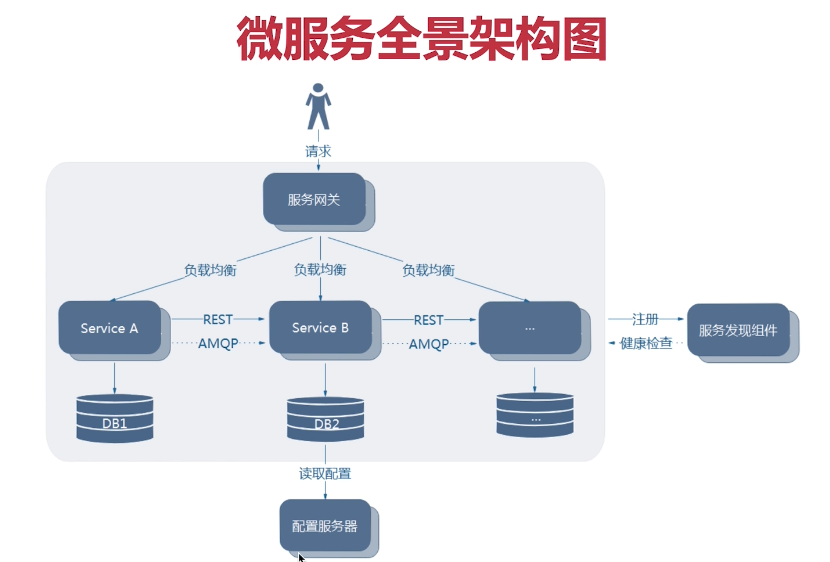 微服务全景架构图
请求
服务网关
负载均衡 负载均衡 负载均衡
Service A REST Service B REST ... 注册 服务发现组件
AMQP AMQP 健康检查
DB1 DB2 ...
读取配置
配置服务器